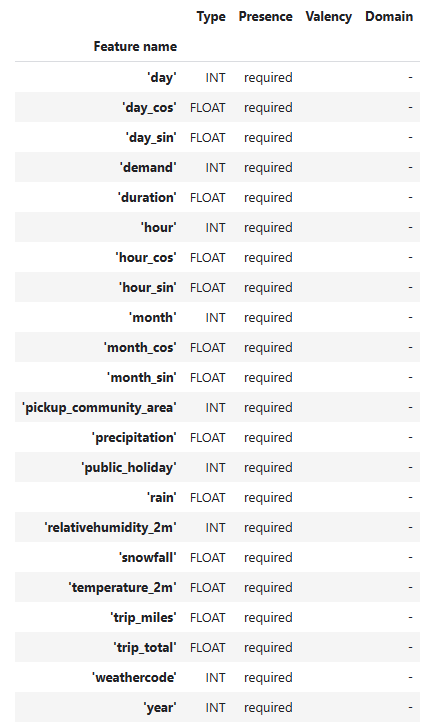 Type Presence Valency Domain
Feature name
'day' INT required -
'day_cos' FLOAT required -
'day_sin' FLOAT required -
'demand' INT required -
'duration' FLOAT required -
'hour' INT required -
'hour_cos' FLOAT required -
'hour_sin' FLOAT required -
'month' INT required -
'month_cos' FLOAT required -
'month_sin' FLOAT required -
'pickup_community_area' INT required -
'precipitation' FLOAT required -
'public_holiday' INT required -
'rain' FLOAT required -
'relativehumidity_2m' INT required -
'snowfall' FLOAT required -
'temperature_2m' FLOAT required -
'trip_miles' FLOAT required -
'trip_total' FLOAT required -
'weathercode' INT required -
'year' INT required -